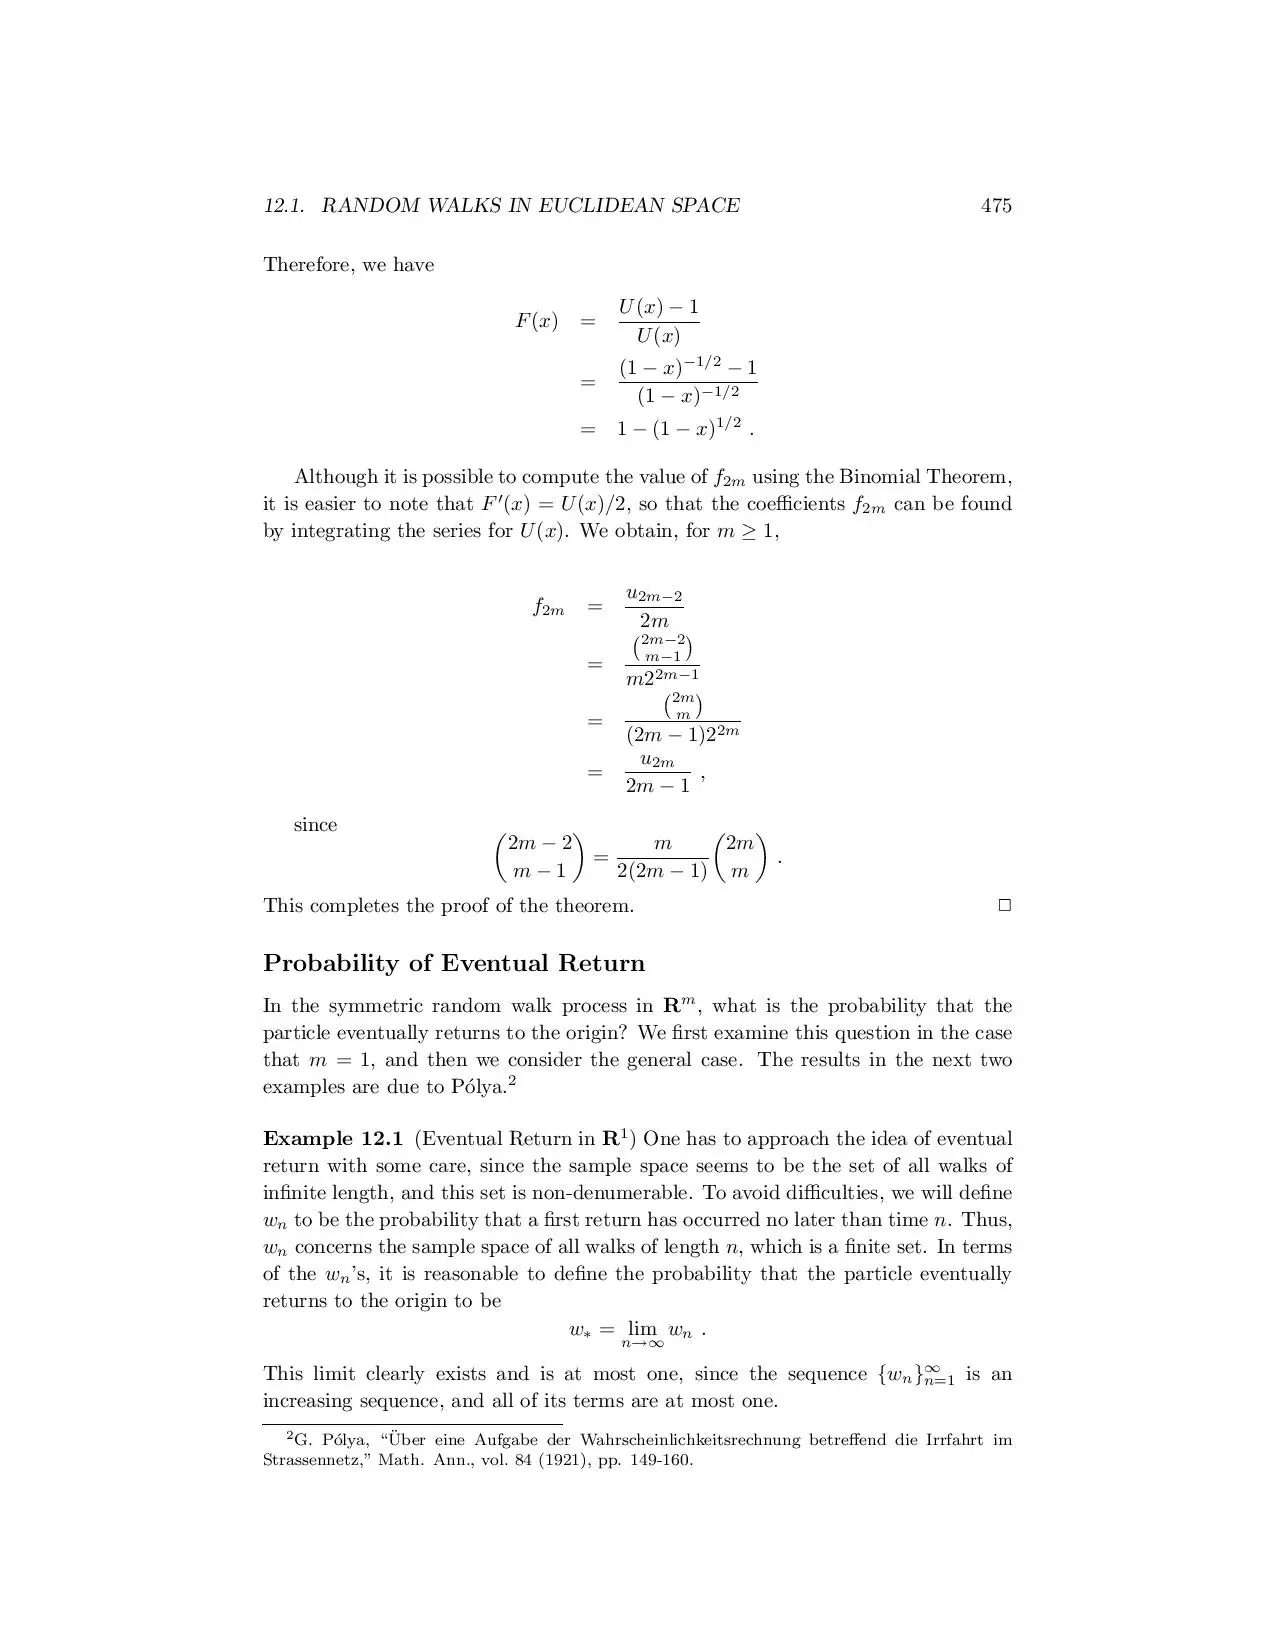 12.1. RANDOM WALKS IN EUCLIDEAN SPACE 475
Therefore, we have
F(x) = \frac{U(x) − 1}{U(x)}
= \frac{(1 − x)^{−1/2} − 1}{(1 − x)^{−1/2}}
= 1 − (1 − x)^{1/2} .
Although it is possible to compute the value of f_{2m} using the Binomial Theorem,
it is easier to note that F′(x) = U(x)/2, so that the coefficients f_{2m} can be found
by integrating the series for U(x). We obtain, for m ≥ 1,
f_{2m} = \frac{u_{2m−2}}{2m}
= \frac{\binom{2m−2}{m−1}}{m2^{2m−1}}
= \frac{\binom{2m}{m}}{(2m − 1)2^{2m}}
= \frac{u_{2m}}{2m − 1} ,
since
\binom{2m − 2}{m − 1} = \frac{m}{2(2m − 1)} \binom{2m}{m} .
This completes the proof of the theorem. □
Probability of Eventual Return
In the symmetric random walk process in R^m, what is the probability that the
particle eventually returns to the origin? We first examine this question in the case
that m = 1, and then we consider the general case. The results in the next two
examples are due to Pólya.²
Example 12.1 (Eventual Return in R¹) One has to approach the idea of eventual
return with some care, since the sample space seems to be the set of all walks of
infinite length, and this set is non-denumerable. To avoid difficulties, we will define
w_n to be the probability that a first return has occurred no later than time n. Thus,
w_n concerns the sample space of all walks of length n, which is a finite set. In terms
of the w_n's, it is reasonable to define the probability that the particle eventually
returns to the origin to be
w_* = \lim_{n→∞} w_n .
This limit clearly exists and is at most one, since the sequence {w_n}_{n=1}^∞ is an
increasing sequence, and all of its terms are at most one.
²G. Pólya, “Über eine Aufgabe der Wahrscheinlichkeitsrechnung betreffend die Irrfahrt im
Strassennetz,” Math. Ann., vol. 84 (1921), pp. 149-160.